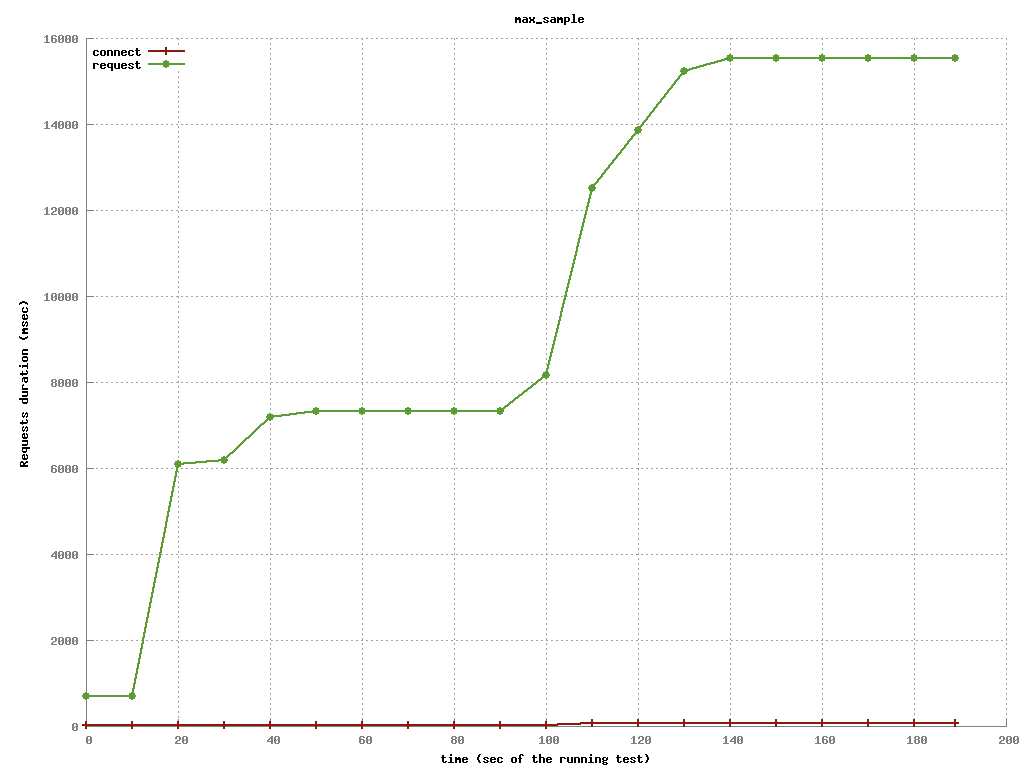 max_sample
connect
request
16000
14000
12000
10000
8000
6000
4000
2000
0
Requests duration (msec)
0 20 40 60 80 100 120 140 160 180 200
time (sec of the running test)